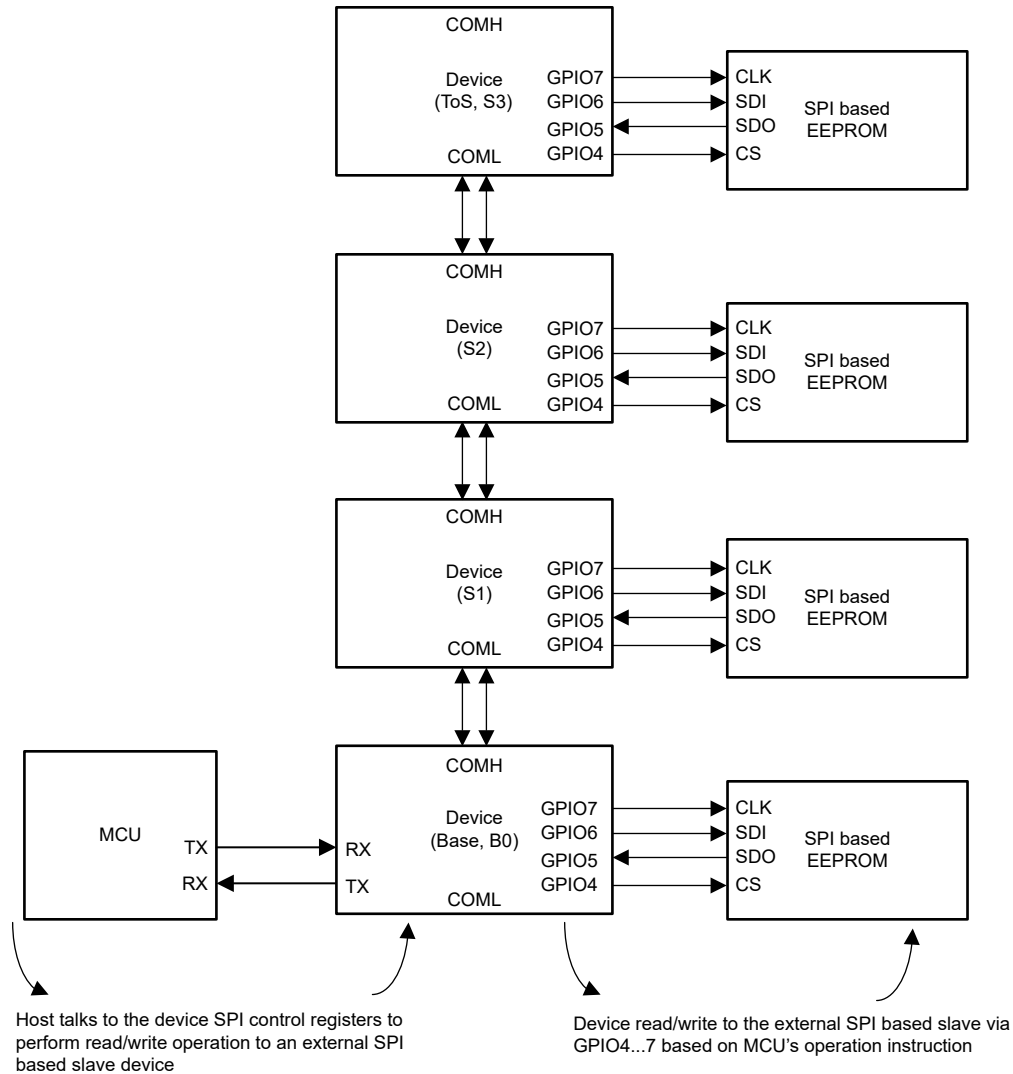 COMH
Device
(ToS, S3)
GPIO7
GPIO6
GPIO5
GPIO4
COML
CLK
SDI
SDO
CS
SPI based
EEPROM
COMH
Device
(S2)
GPIO7
GPIO6
GPIO5
GPIO4
COML
CLK
SDI
SDO
CS
SPI based
EEPROM
COMH
Device
(S1)
GPIO7
GPIO6
GPIO5
GPIO4
COML
CLK
SDI
SDO
CS
SPI based
EEPROM
MCU
TX
RX
COMH
Device
(Base, B0)
RX
TX
GPIO7
GPIO6
GPIO5
GPIO4
COML
CLK
SDI
SDO
CS
SPI based
EEPROM
Host talks to the device SPI control registers to
perform read/write operation to an external SPI
based slave device
Device read/write to the external SPI based slave via
GPIO4...7 based on MCU's operation instruction